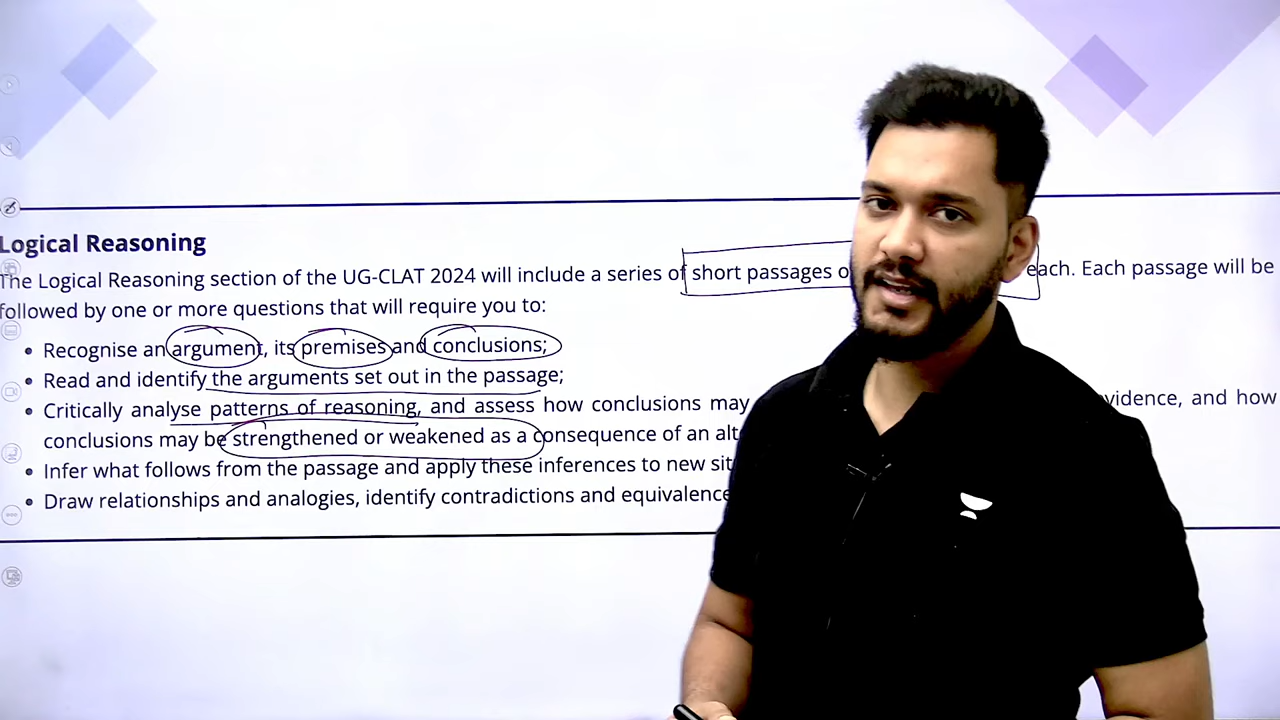 Logical Reasoning
The Logical Reasoning section of the UG-CLAT 2024 will include a series of short passages each. Each passage will be
followed by one or more questions that will require you to:
• Recognise an argument, its premises and conclusions;
• Read and identify the arguments set out in the passage;
• Critically analyse patterns of reasoning, and assess how conclusions may and how
conclusions may be strengthened or weakened as a consequence of an
• Infer what follows from the passage and apply these inferences to new
• Draw relationships and analogies, identify contradictions and